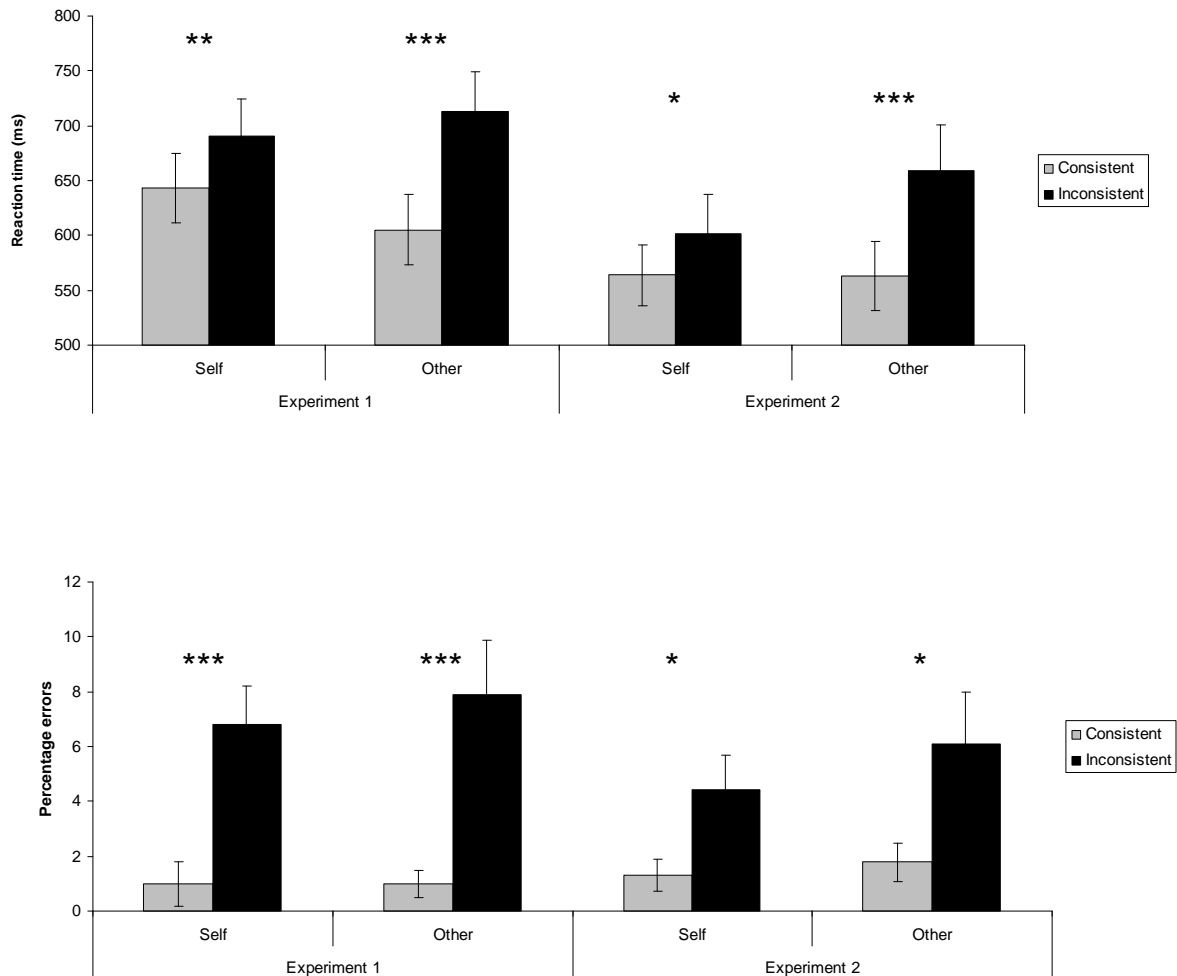 800
750
700
650
600
550
500
Reaction time (ms)
** *** * ***
Consistent
Inconsistent
Self Other Self Other
Experiment 1 Experiment 2
12
10
8
6
4
2
0
Percentage errors
*** *** * *
Consistent
Inconsistent
Self Other Self Other
Experiment 1 Experiment 2